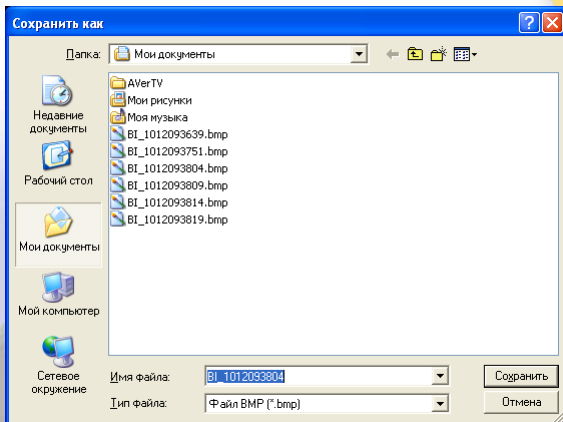 Сохранить как
Папка:
Мои документы
AVerTV
Мои рисунки
Моя музыка
BI_1012093639.bmp
BI_1012093751.bmp
BI_1012093804.bmp
BI_1012093809.bmp
BI_1012093814.bmp
BI_1012093819.bmp
Недавние
документы
Рабочий стол
Мои документы
Мой компьютер
Сетевое
окружение
Имя файла:
BI_1012093804
Сохранить
Тип файла:
Файл BMP (*.bmp)
Отмена